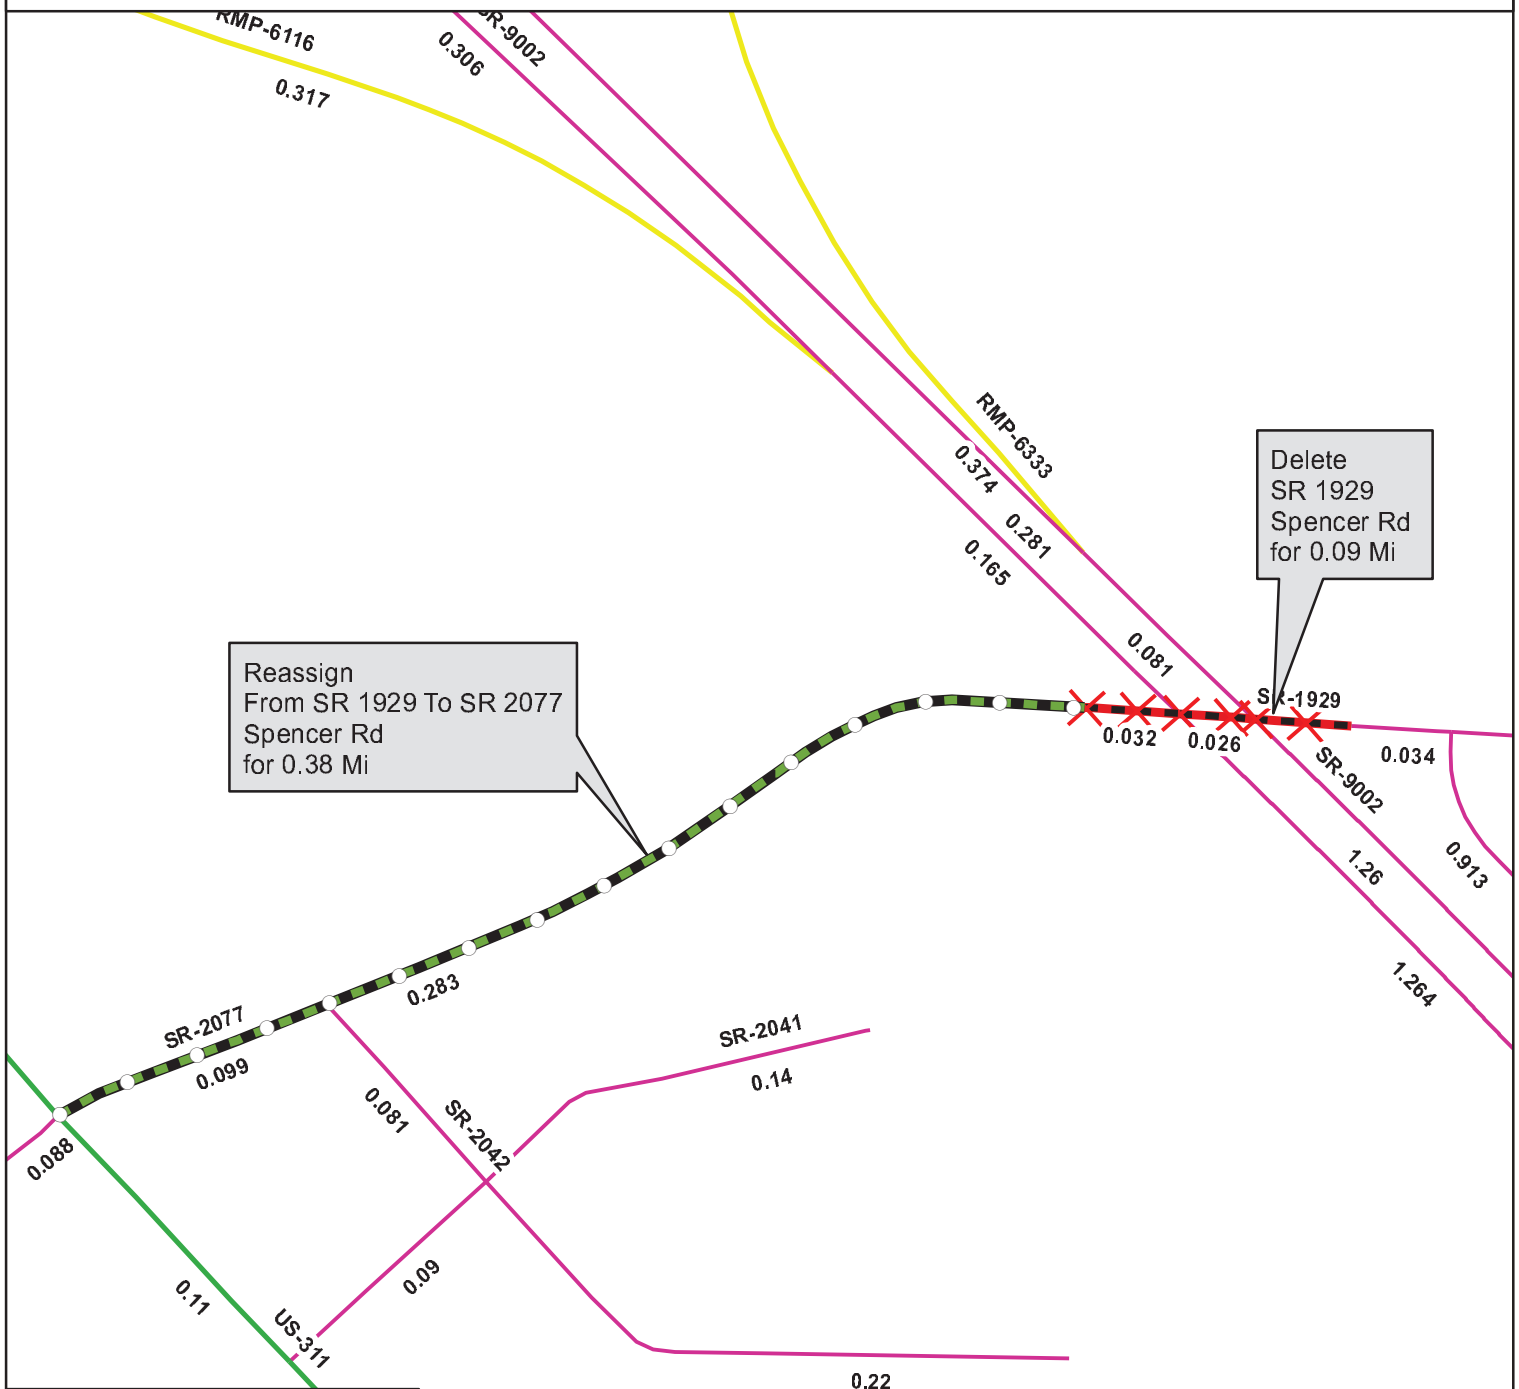 RMP-6116
0.317
0.306
SR-9002
RMP-6333
0.374
0.281
0.165
Delete
SR 1929
Spencer Rd
for 0.09 Mi
0.081
Reassign
From SR 1929 To SR 2077
Spencer Rd
for 0.38 Mi
SR-1929
0.032
0.026
0.034
SR-9002
1.26
0.913
1.264
0.283
SR-2077
0.099
SR-2041
0.14
0.081
SR-2042
0.088
0.09
0.11
US-311
0.22